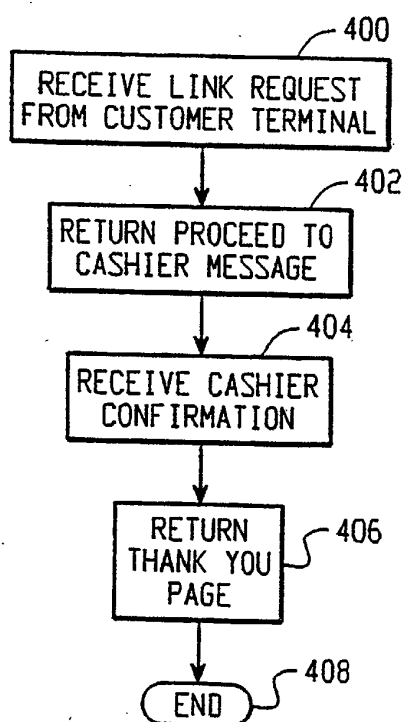 400
RECEIVE LINK REQUEST
FROM CUSTOMER TERMINAL
402
RETURN PROCEED TO
CASHIER MESSAGE
404
RECEIVE CASHIER
CONFIRMATION
406
RETURN
THANK YOU
PAGE
408
END